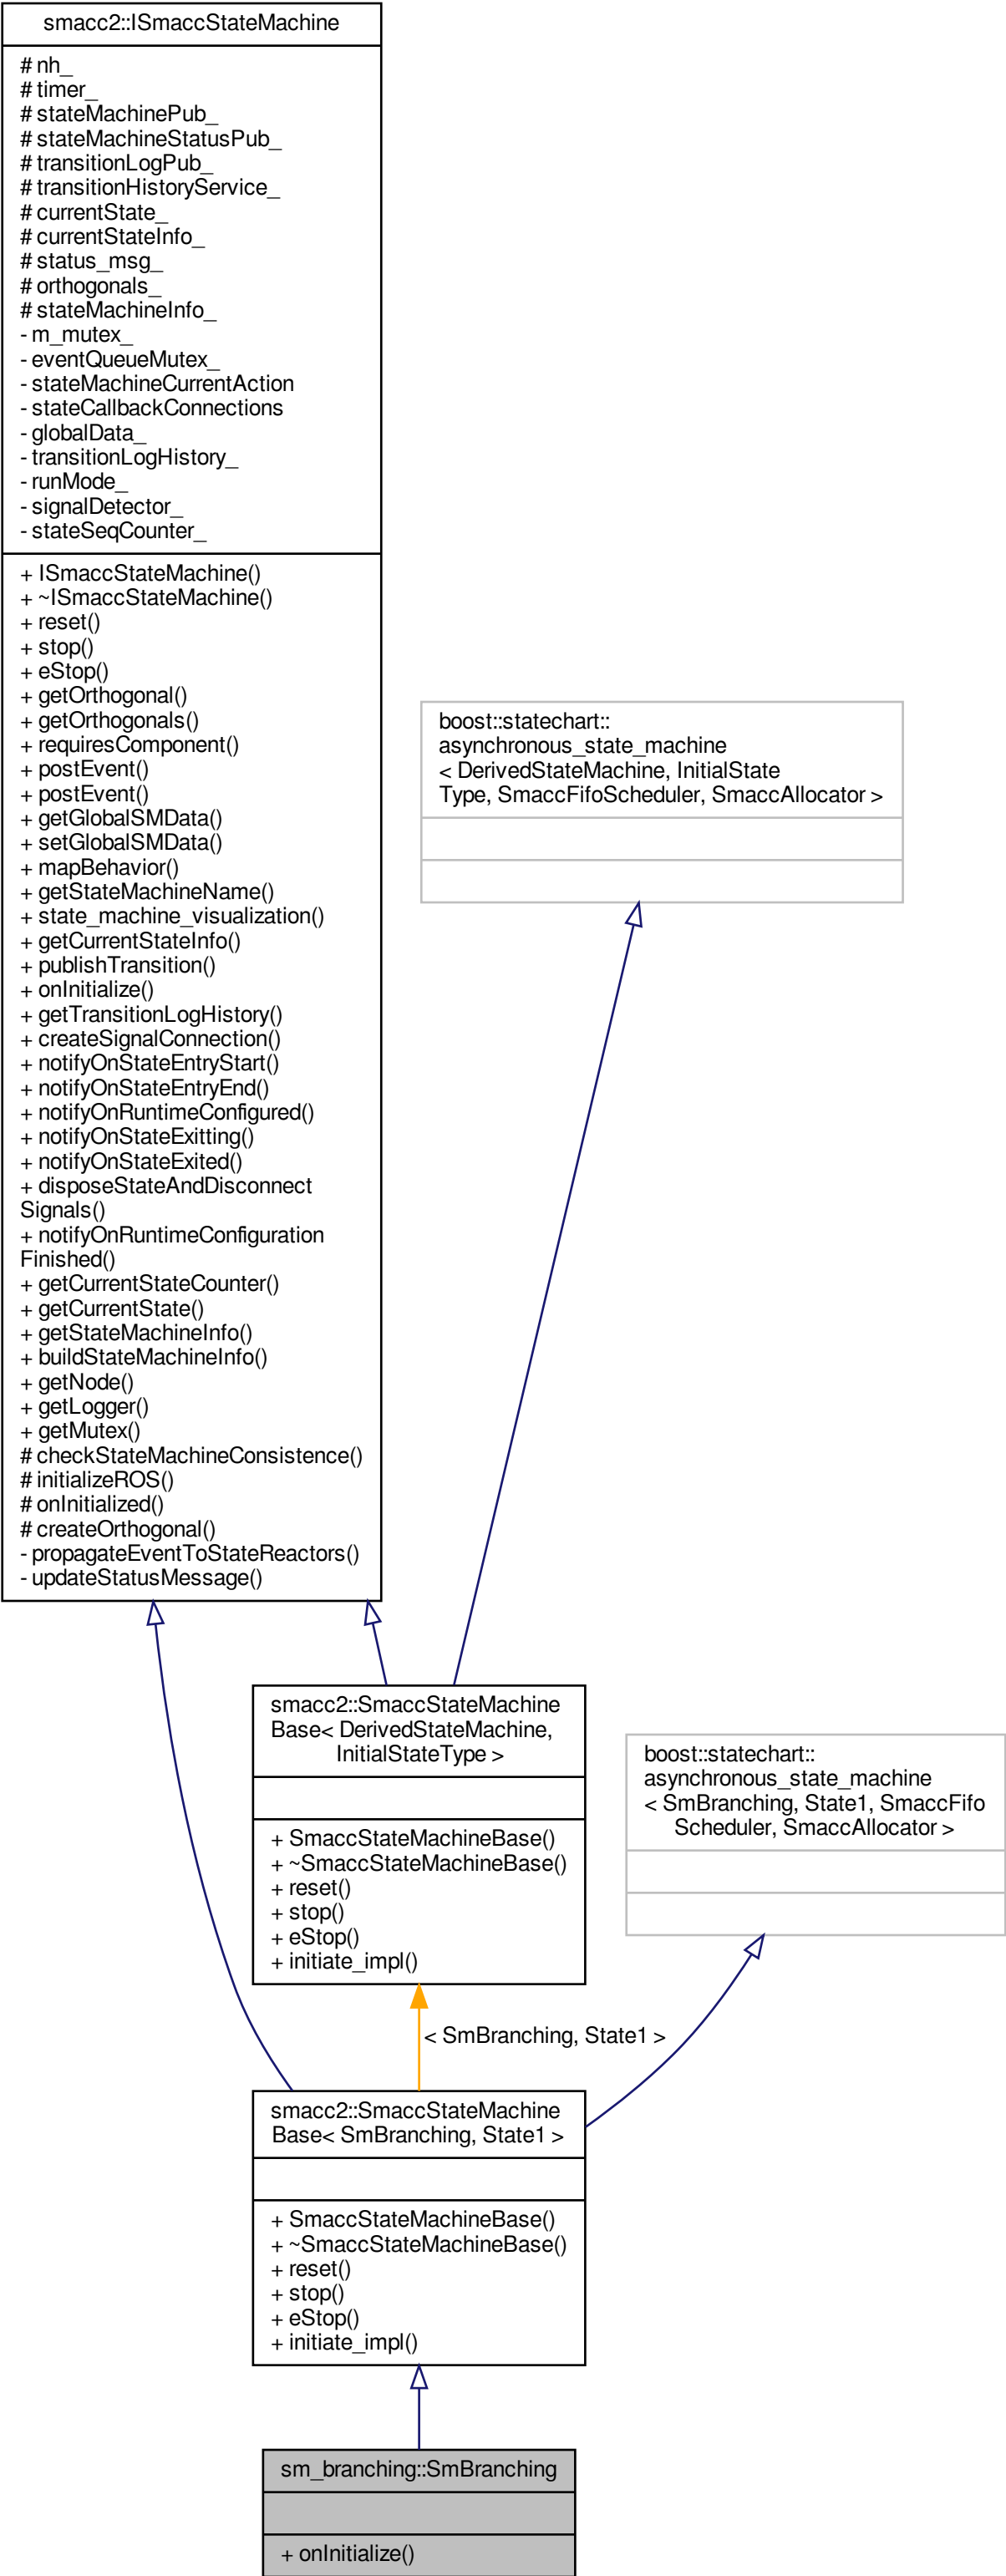 smacc2::ISmaccStateMachine
# nh_
# timer_
# stateMachinePub_
# stateMachineStatusPub_
# transitionLogPub_
# transitionHistoryService_
# currentState_
# currentStateInfo_
# status_msg_
# orthogonals_
# stateMachineInfo_
- m_mutex_
- eventQueueMutex_
- stateMachineCurrentAction
- stateCallbackConnections
- globalData_
- transitionLogHistory_
- runMode_
- signalDetector_
- stateSeqCounter_
+ ISmaccStateMachine()
+ ~ISmaccStateMachine()
+ reset()
+ stop()
+ eStop()
+ getOrthogonal()
+ getOrthogonals()
+ requiresComponent()
+ postEvent()
+ postEvent()
+ getGlobalSMData()
+ setGlobalSMData()
+ mapBehavior()
+ getStateMachineName()
+ state_machine_visualization()
+ getCurrentStateInfo()
+ publishTransition()
+ onInitialize()
+ getTransitionLogHistory()
+ createSignalConnection()
+ notifyOnStateEntryStart()
+ notifyOnStateEntryEnd()
+ notifyOnRuntimeConfigured()
+ notifyOnStateExitting()
+ notifyOnStateExited()
+ disposeStateAndDisconnect
Signals()
+ notifyOnRuntimeConfiguration
Finished()
+ getCurrentStateCounter()
+ getCurrentState()
+ getStateMachineInfo()
+ buildStateMachineInfo()
+ getNode()
+ getLogger()
+ getMutex()
# checkStateMachineConsistence()
# initializeROS()
# onInitialized()
# createOrthogonal()
- propagateEventToStateReactors()
- updateStatusMessage()
boost::statechart::
asynchronous_state_machine
< DerivedStateMachine, InitialState
Type, SmaccFifoScheduler, SmaccAllocator >
smacc2::SmaccStateMachine
Base< DerivedStateMachine,
InitialStateType >
+ SmaccStateMachineBase()
+ ~SmaccStateMachineBase()
+ reset()
+ stop()
+ eStop()
+ initiate_impl()
boost::statechart::
asynchronous_state_machine
< SmBranching, State1, SmaccFifo
Scheduler, SmaccAllocator >
< SmBranching, State1 >
smacc2::SmaccStateMachine
Base< SmBranching, State1 >
+ SmaccStateMachineBase()
+ ~SmaccStateMachineBase()
+ reset()
+ stop()
+ eStop()
+ initiate_impl()
sm_branching::SmBranching
+ onInitialize()